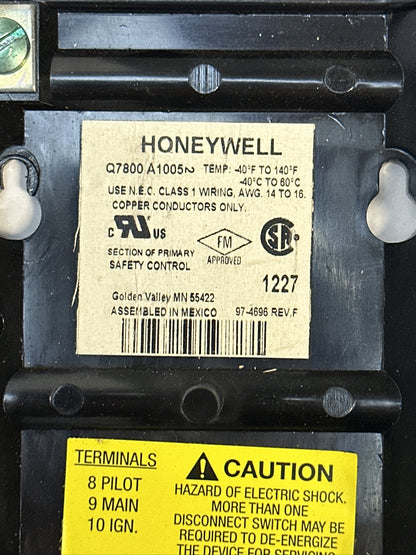 HONEYWELL
Q7800 A1005~ TEMP: -40°F TO 140°F
-40°C TO 60°C
USE N.E.C. CLASS 1 WIRING, AWG. 14 TO 16.
COPPER CONDUCTORS ONLY.
C RU US
FM
APPROVED
SA
SECTION OF PRIMARY
SAFETY CONTROL
1227
Golden Valley MN 55422
ASSEMBLED IN MEXICO 97-4696 REV.F
TERMINALS
8 PILOT
9 MAIN
10 IGN.
CAUTION
HAZARD OF ELECTRIC SHOCK.
MORE THAN ONE
DISCONNECT SWITCH MAY BE
REQUIRED TO DE-ENERGIZE
THE DEVICE FOR SERVICING